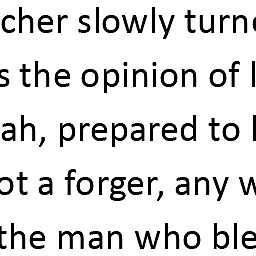 cher slowly turne
s the opinion of
ah, prepared to
ot a forger, any w
the man who ble